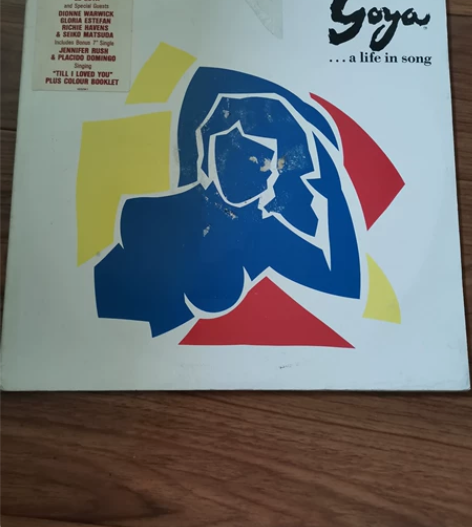 and Special Guests
DIONNE WARWICK
GLORIA ESTEFAN
RICHIE HAVENS
& SEIKO MATSUDA
Includes Bonus 7" Single
JENNIFER RUSH
& PLACIDO DOMINGO
Singing
"TILL I LOVED YOU"
PLUS COLOUR BOOKLET
Goya
...a life in song